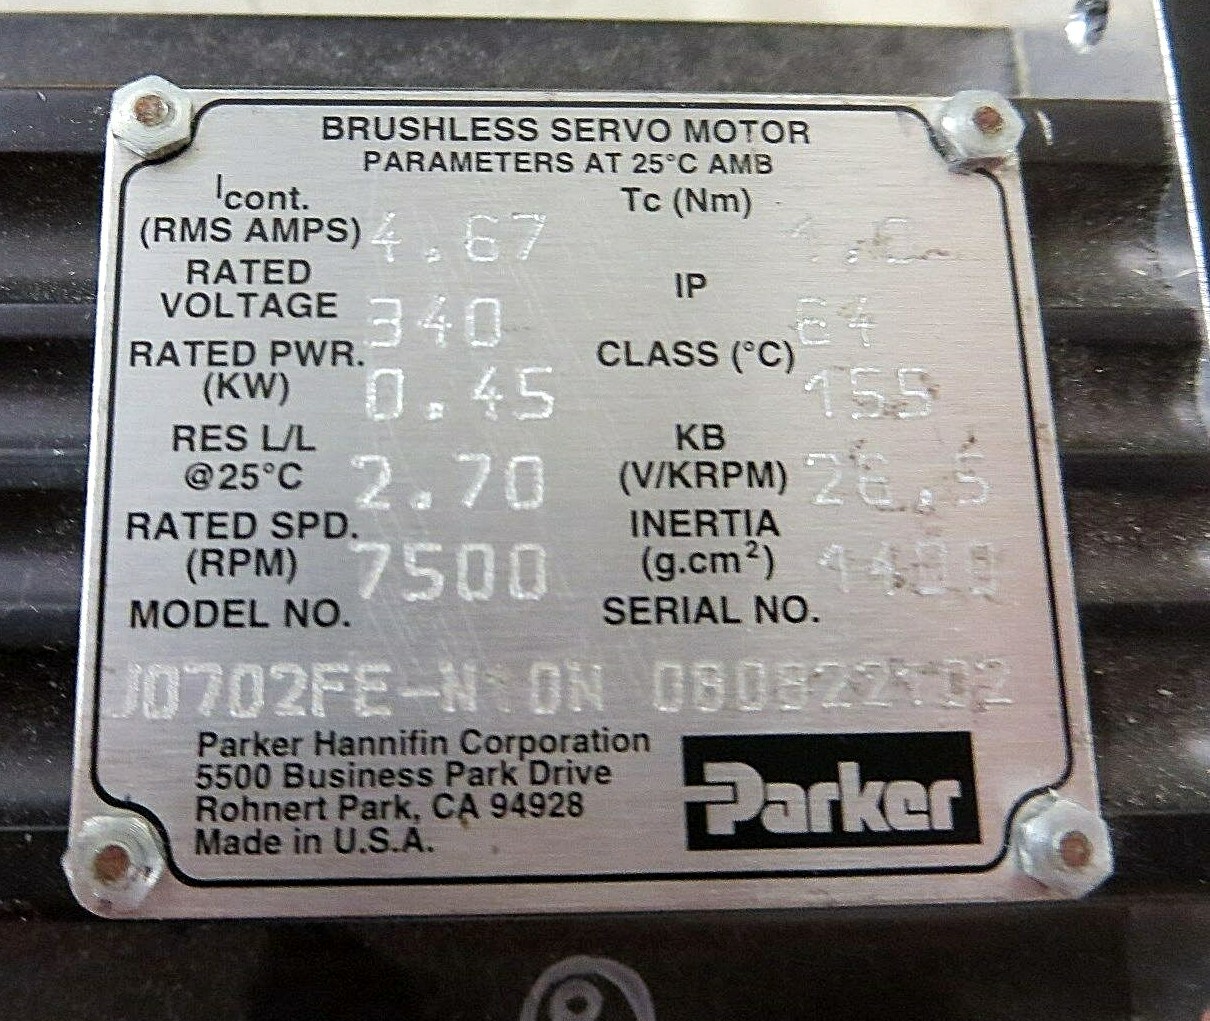 BRUSHLESS SERVO MOTOR
PARAMETERS AT 25°C AMB
Icont.
(RMS AMPS) 4.67
Tc (Nm)
RATED
VOLTAGE 340
IP 64
RATED PWR.
(KW) 0.45
CLASS (°C) 155
RES L/L
@25°C 2.70
KB
(V/KRPM)
RATED SPD.
(RPM) 7500
INERTIA
(g.cm²)
MODEL NO.
SERIAL NO.
Parker Hannifin Corporation
5500 Business Park Drive
Rohnert Park, CA 94928
Made in U.S.A.
Parker